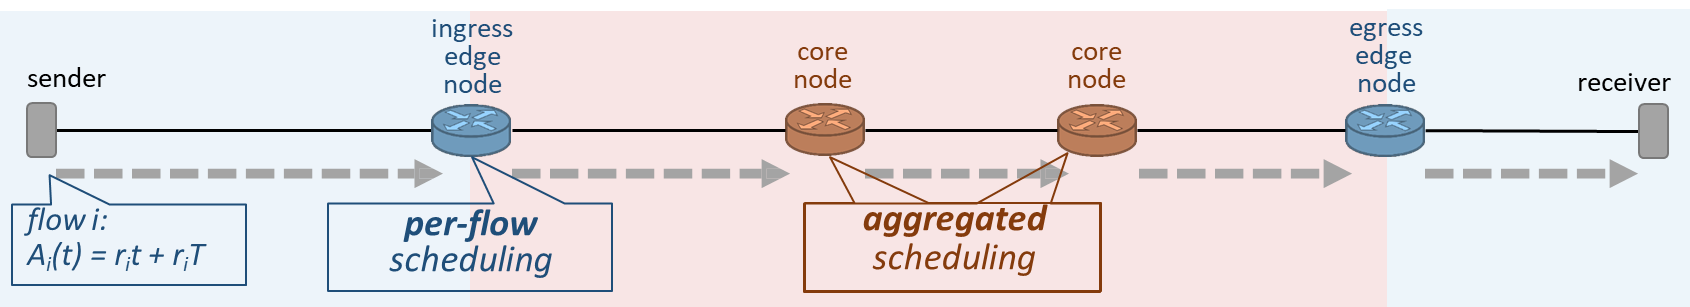 sender
ingress
edge
node
core
node
core
node
egress
edge
node
receiver
flow i:
Aᵢ(t) = rᵢt + rᵢT
per-flow
scheduling
aggregated
scheduling